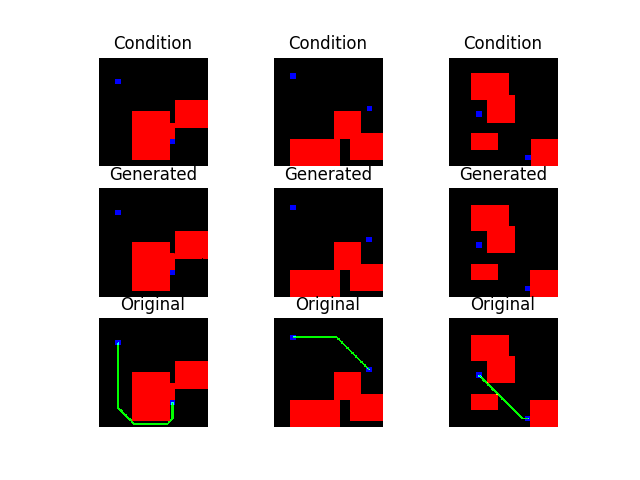 Condition Condition Condition
Generated Generated Generated
Original Original Original